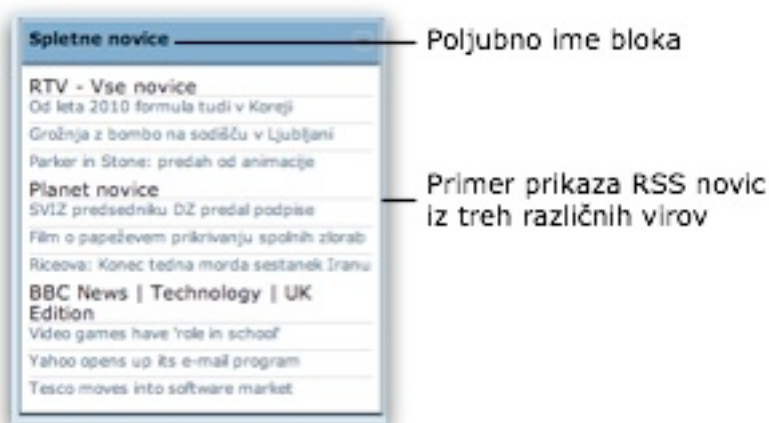 Spletne novice
Poljubno ime bloka
RTV - Vse novice
Od leta 2010 formula tudi v Koreji
Grožnja z bombo na sodišču v Ljubljani
Parker in Stone: predah od animacije
Planet novice
SVIZ predsedniku DZ predal podpise
Film o papeževem prikrivanju spolnih zlorab
Riceova: Konec tedna morda sestanek Iranu
BBC News | Technology | UK
Edition
Video games have 'role in school'
Yahoo opens up its e-mail program
Tesco moves into software market
Primer prikaza RSS novic
iz treh različnih virov